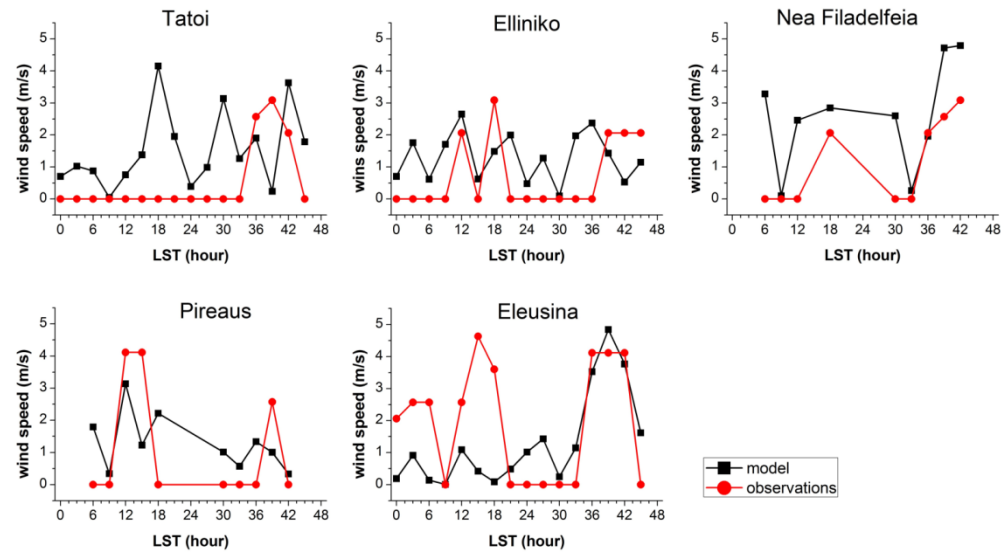 Tatoi
wind speed (m/s)
5
4
3
2
1
0
0 6 12 18 24 30 36 42 48
LST (hour)
Elliniko
wins speed (m/s)
5
4
3
2
1
0
0 6 12 18 24 30 36 42 48
LST (hour)
Nea Filadelfeia
wind speed (m/s)
5
4
3
2
1
0
0 6 12 18 24 30 36 42 48
LST (hour)
Pireaus
wind speed (m/s)
5
4
3
2
1
0
0 6 12 18 24 30 36 42 48
LST (hour)
Eleusina
wind speed (m/s)
5
4
3
2
1
0
0 6 12 18 24 30 36 42 48
LST (hour)
model
observations